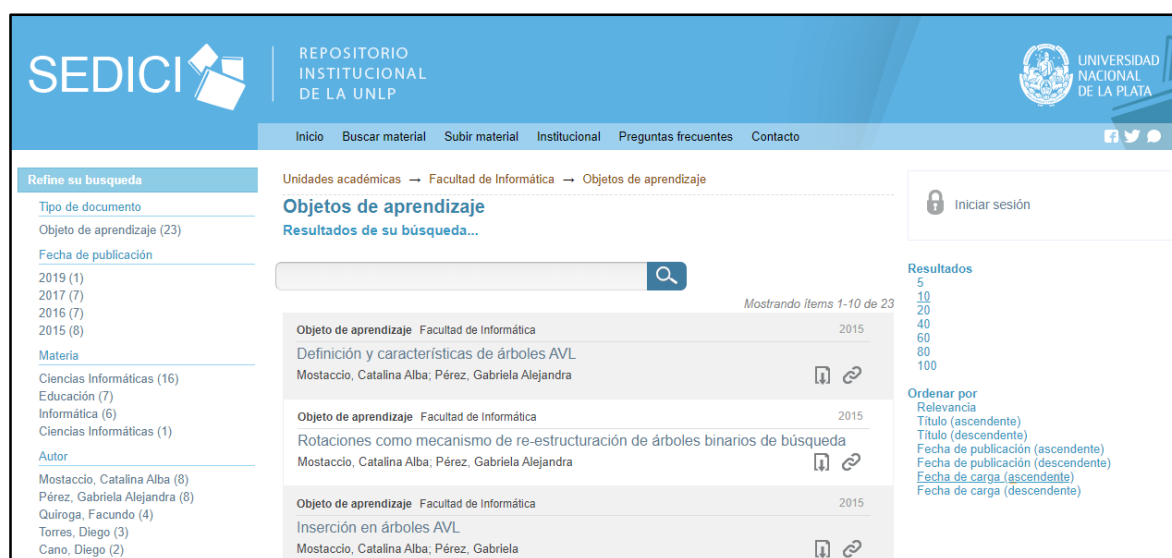 SEDICI
REPOSITORIO
INSTITUCIONAL
DE LA UNLP
UNIVERSIDAD
NACIONAL
DE LA PLATA
Inicio Buscar material Subir material Institucional Preguntas frecuentes Contacto
Refine su busqueda
Tipo de documento
Objeto de aprendizaje (23)
Fecha de publicación
2019 (1)
2017 (7)
2016 (7)
2015 (8)
Materia
Ciencias Informáticas (16)
Educación (7)
Informática (6)
Ciencias Informáticas (1)
Autor
Mostaccio, Catalina Alba (8)
Pérez, Gabriela Alejandra (8)
Quiroga, Facundo (4)
Torres, Diego (3)
Cano, Diego (2)
Unidades académicas → Facultad de Informática → Objetos de aprendizaje
Objetos de aprendizaje
Resultados de su búsqueda...
Mostrando ítems 1-10 de 23
Objeto de aprendizaje Facultad de Informática 2015
Definición y características de árboles AVL
Mostaccio, Catalina Alba; Pérez, Gabriela Alejandra
Objeto de aprendizaje Facultad de Informática 2015
Rotaciones como mecanismo de re-estructuración de árboles binarios de búsqueda
Mostaccio, Catalina Alba; Pérez, Gabriela Alejandra
Objeto de aprendizaje Facultad de Informática 2015
Inserción en árboles AVL
Mostaccio, Catalina Alba; Pérez, Gabriela
Iniciar sesión
Resultados
5
10
20
40
60
80
100
Ordenar por
Relevancia
Título (ascendente)
Título (descendente)
Fecha de publicación (ascendente)
Fecha de publicación (descendente)
Fecha de carga (ascendente)
Fecha de carga (descendente)